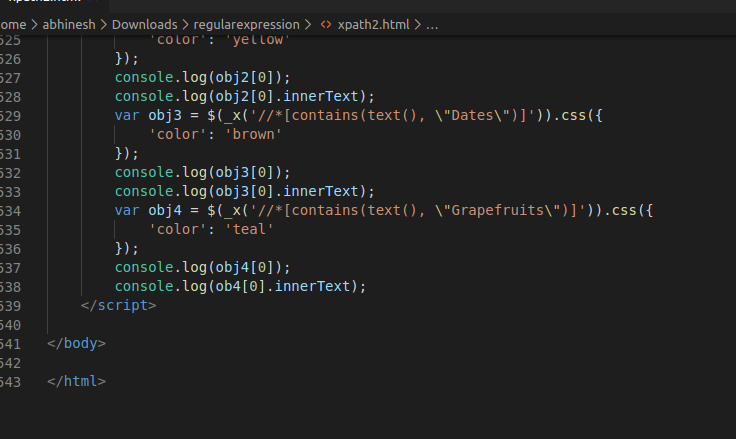 ome > abhinesh > Downloads > regularexpression > <> xpath2.html > ...
525 'color': 'yellow'
526 });
527 console.log(obj2[0]);
528 console.log(obj2[0].innerText);
529 var obj3 = $(_x('//*[contains(text(), \"Dates\")]')).css({
530 'color': 'brown'
531 });
532 console.log(obj3[0]);
533 console.log(obj3[0].innerText);
534 var obj4 = $(_x('//*[contains(text(), \"Grapefruits\")]')).css({
535 'color': 'teal'
536 });
537 console.log(obj4[0]);
538 console.log(ob4[0].innerText);
539 </script>
540
541 </body>
542
543 </html>